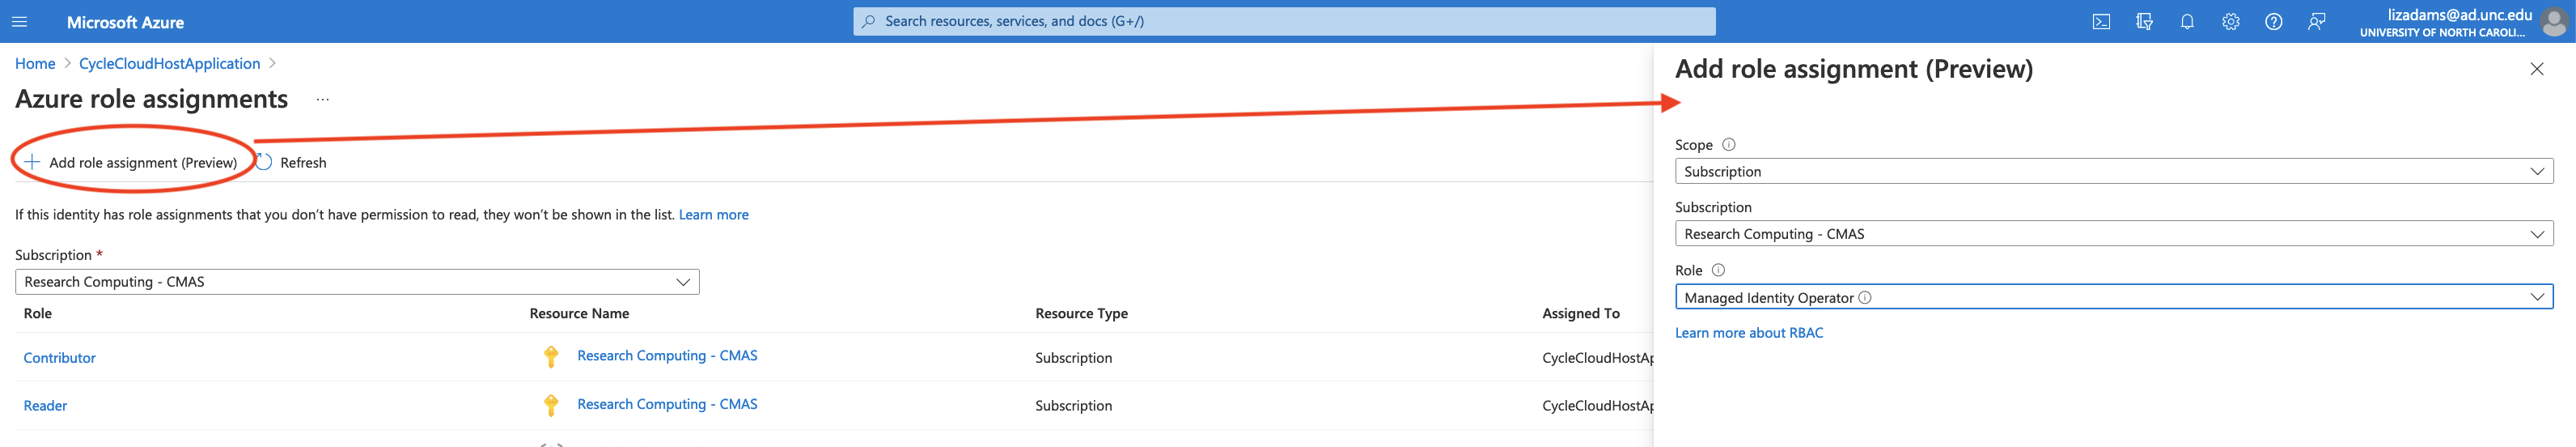 Microsoft Azure
Search resources, services, and docs (G+/)
lizadams@ad.unc.edu
UNIVERSITY OF NORTH CAROLI...
Home > CycleCloudHostApplication >
Azure role assignments ...
+ Add role assignment (Preview) Refresh
If this identity has role assignments that you don't have permission to read, they won't be shown in the list. Learn more
Subscription *
Research Computing - CMAS
Role Resource Name Resource Type Assigned To
Contributor Research Computing - CMAS Subscription CycleCloudHostAp
Reader Research Computing - CMAS Subscription CycleCloudHostAp
Add role assignment (Preview)
Scope
Subscription
Subscription
Research Computing - CMAS
Role
Managed Identity Operator
Learn more about RBAC